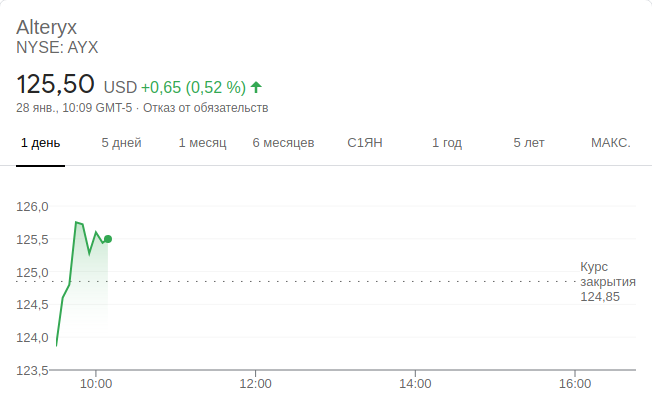 Alteryx
NYSE: AYX
125,50 USD +0,65 (0,52 %)
28 янв., 10:09 GMT-5 · Отказ от обязательств
1 день 5 дней 1 месяц 6 месяцев С1ЯН 1 год 5 лет МАКС.
126,0
125,5
125,0
124,5
124,0
123,5
Курс
закрытия
124,85
10:00 12:00 14:00 16:00